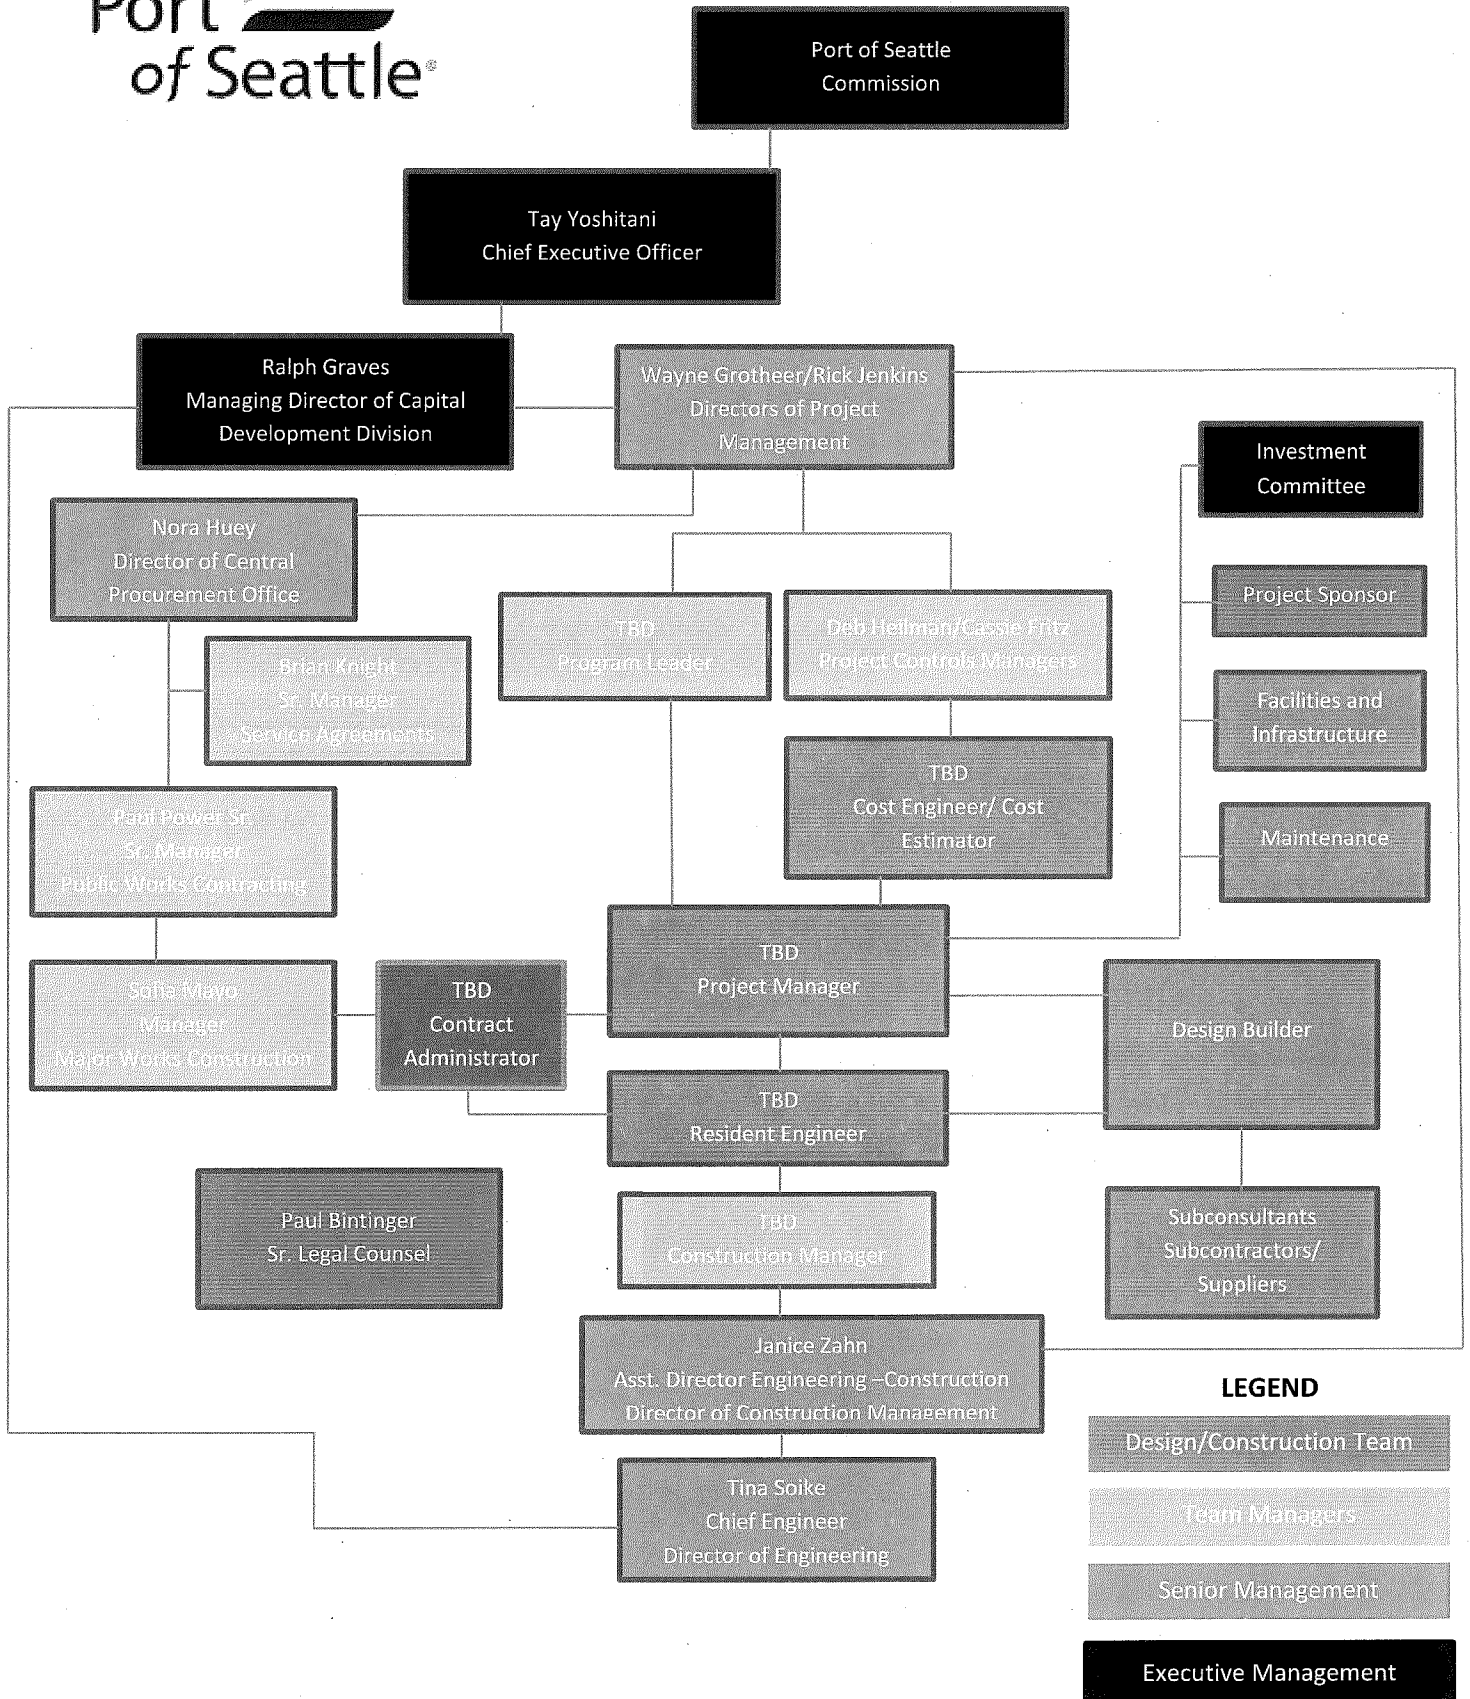 Port
of Seattle®
Port of Seattle
Commission
Tay Yoshitani
Chief Executive Officer
Ralph Graves
Managing Director of Capital
Development Division
Wayne Grotheer/Rick Jenkins
Directors of Project
Management
Investment
Committee
Nora Huey
Director of Central
Procurement Office
Project Sponsor
TBD
Program Leader
Deb Heilman/Cassie Fritz
Project Controls Managers
Brian Knight
Sr. Manager
Service Agreements
Facilities and
Infrastructure
TBD
Cost Engineer/ Cost
Estimator
Paul Power Sr.
Sr. Manager
Public Works Contracting
Maintenance
TBD
Project Manager
Sofia Mayo
Manager
Major Works Construction
TBD
Contract
Administrator
Design Builder
TBD
Resident Engineer
Paul Bintinger
Sr. Legal Counsel
TBD
Construction Manager
Subconsultants
Subcontractors/
Suppliers
Janice Zahn
Asst. Director Engineering –Construction
Director of Construction Management
Tina Soike
Chief Engineer
Director of Engineering
LEGEND
Design/Construction Team
Team Managers
Senior Management
Executive Management